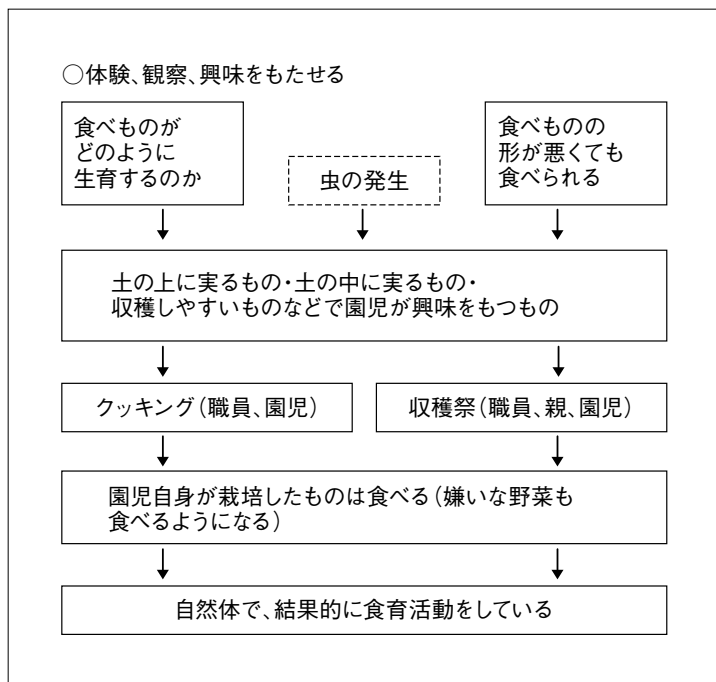 ○体験、観察、興味をもたせる
食べものが
どのように
生育するのか
虫の発生
食べものの
形が悪くても
食べられる
土の上に実るもの・土の中に実るもの・
収穫しやすいものなどで園児が興味をもつもの
クッキング(職員、園児)
収穫祭(職員、親、園児)
園児自身が栽培したものは食べる(嫌いな野菜も
食べるようになる)
自然体で、結果的に食育活動をしている